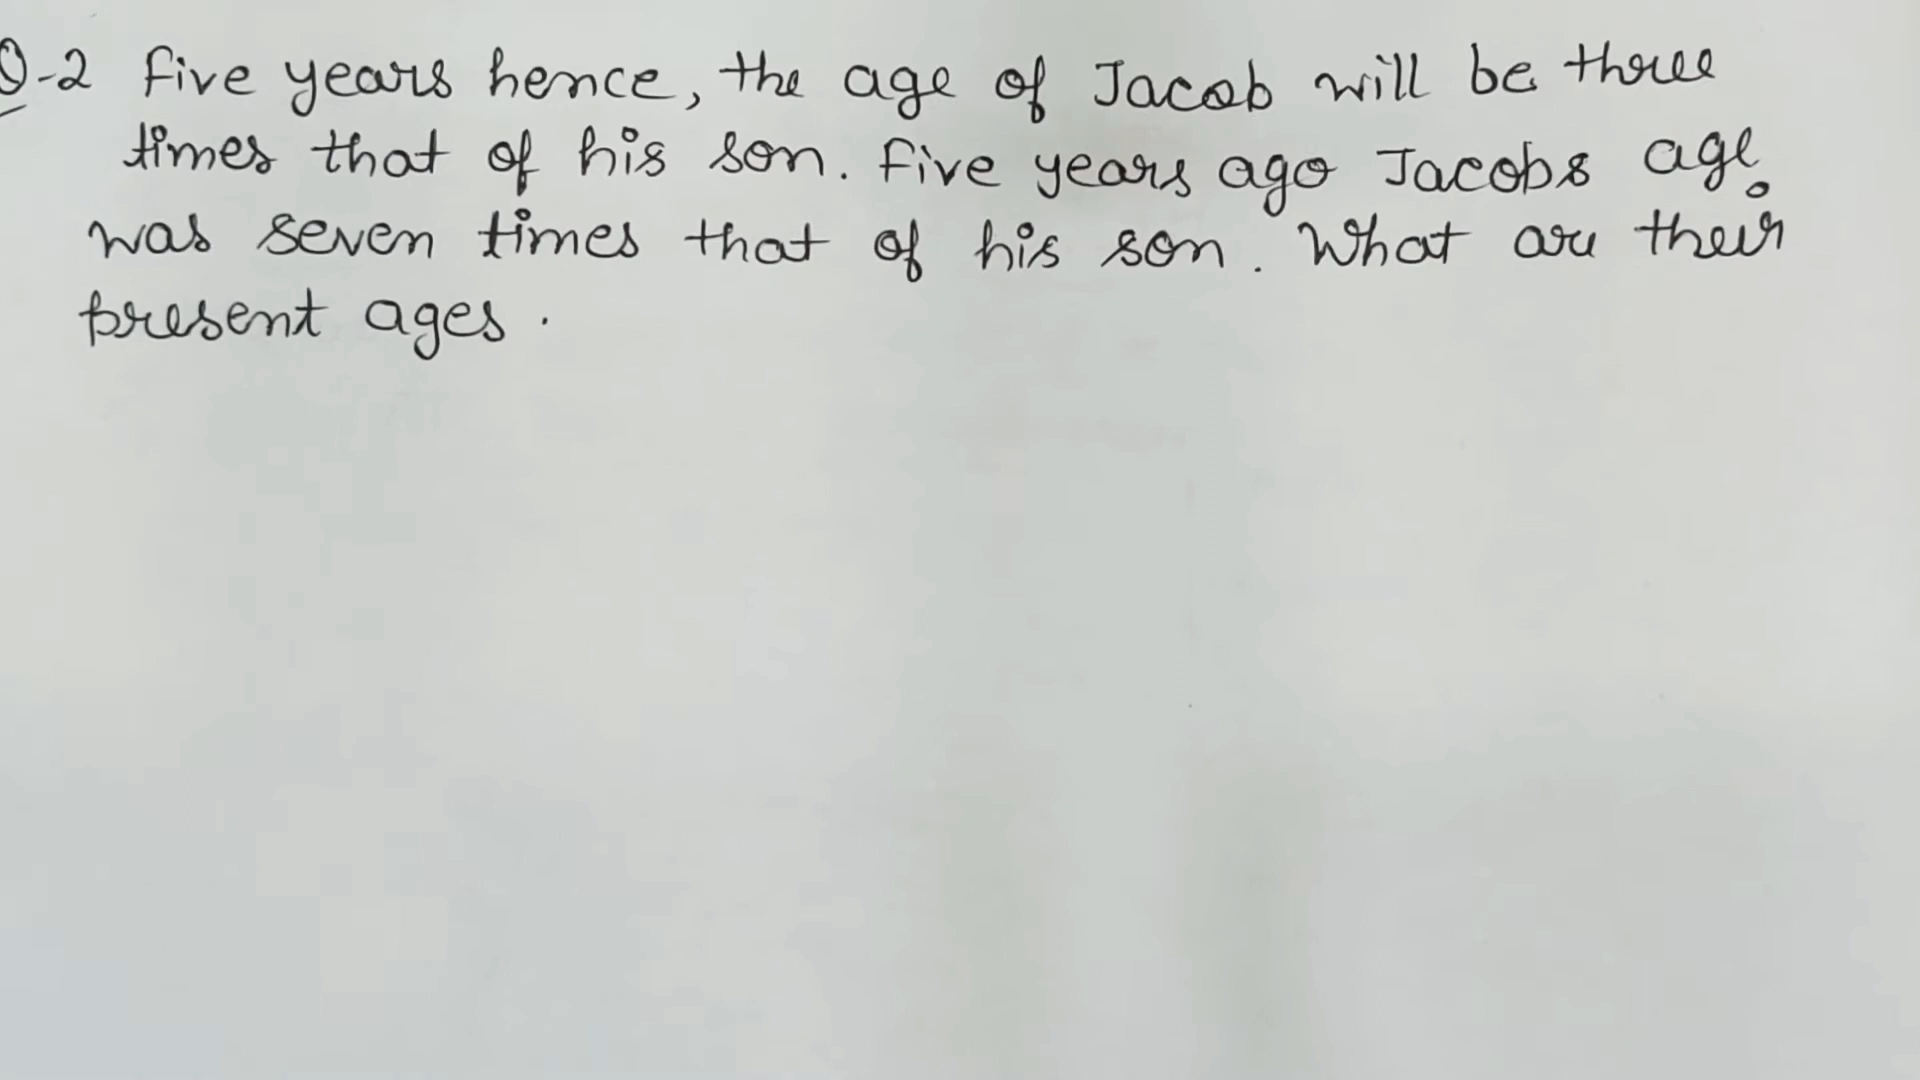 Q-2 Five years hence, the age of Jacob will be three
times that of his son. Five years ago Jacobs age
was seven times that of his son. What are their
present ages.